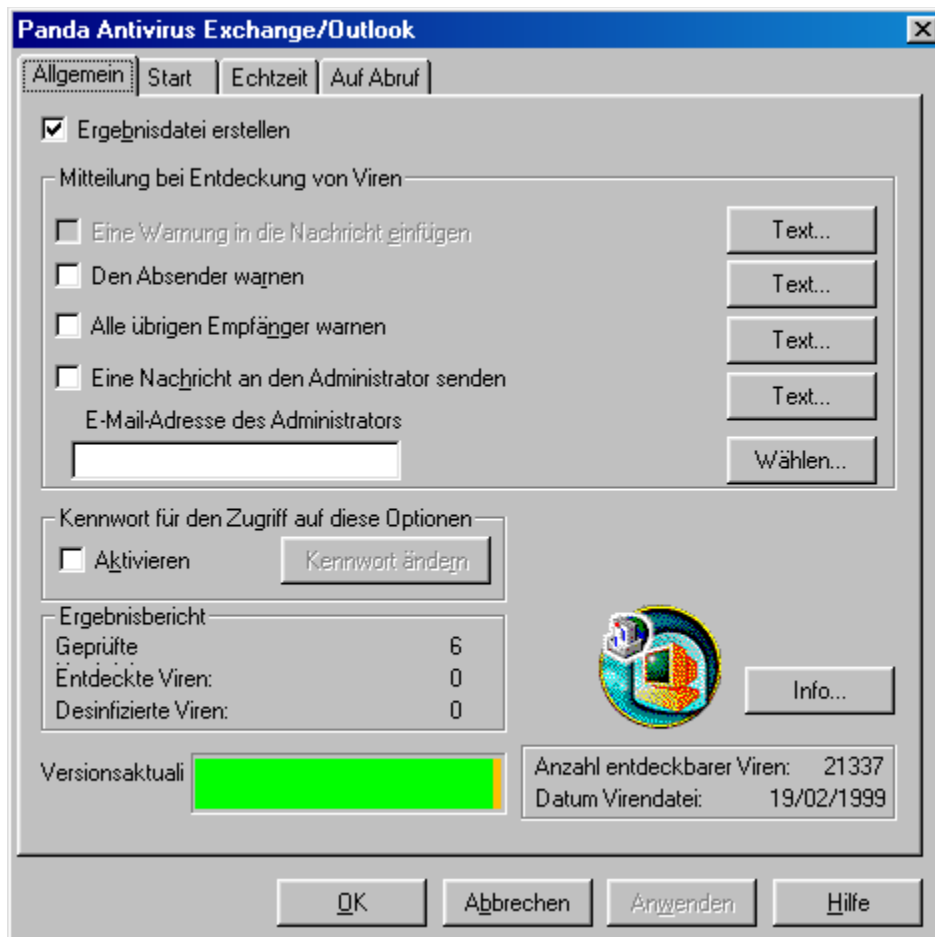 Panda Antivirus Exchange/Outlook
Allgemein Start Echtzeit Auf Abruf
Ergebnisdatei erstellen
Mitteilung bei Entdeckung von Viren
Eine Warnung in die Nachricht einfügen Text...
Den Absender warnen Text...
Alle übrigen Empfänger warnen Text...
Eine Nachricht an den Administrator senden Text...
E-Mail-Adresse des Administrators
Wählen...
Kennwort für den Zugriff auf diese Optionen
Aktivieren Kennwort ändern
Ergebnisbericht
Geprüfte 6
Entdeckte Viren: 0
Desinfizierte Viren: 0
Info...
Versionsaktuali
Anzahl entdeckbarer Viren: 21337
Datum Virendatei: 19/02/1999
OK Abbrechen Anwenden Hilfe